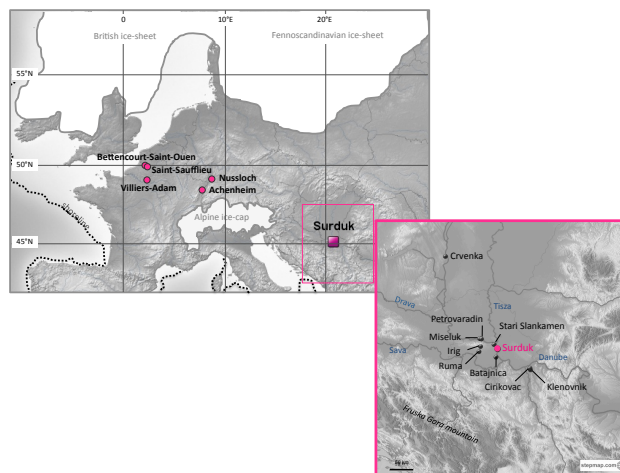 0
10°E
20°E
British ice-sheet
Fennoscandinavian ice-sheet
55°N
50°N
Bettencourt-Saint-Ouen
Saint-Saufflieu
Villiers-Adam
Nussloch
Achenheim
shoreline
Alpine ice-cap
Surduk
45°N
Crvenka
Drava
Tisza
Petrovaradin
Miseluk
Stari Slankamen
Sava
Irig
Surduk
Ruma
Danube
Batajnica
Cirikovac
Klenovnik
Fruska Gora mountain
stepmap.com